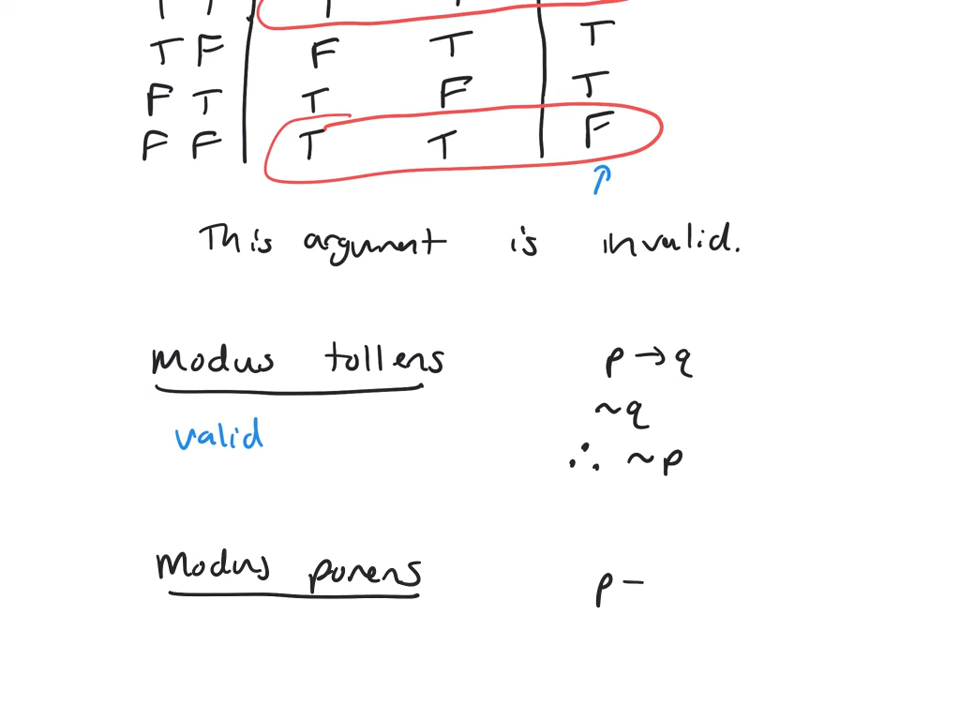 T F F T T
F T T F T
F F T T F
This argument is invalid.
Modus tollens p → q
valid ~q
∴ ~p
Modus ponens p –